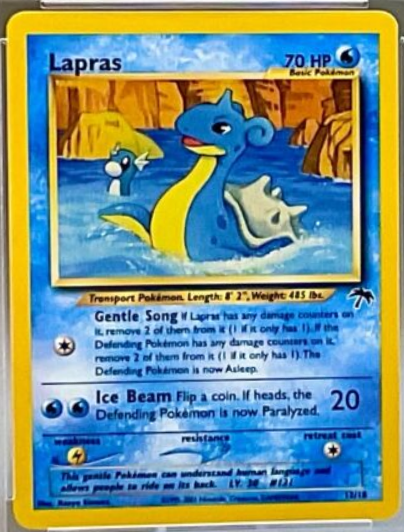 Lapras
70 HP
Basic Pokémon
Transport Pokémon. Length: 8' 2", Weight: 485 lbs.
Gentle Song If Lapras has any damage counters on
it, remove 2 of them from it (1 if it only has 1). If the
Defending Pokémon has any damage counters on it,
remove 2 of them from it (1 if it only has 1). The
Defending Pokémon is now Asleep.
Ice Beam Flip a coin. If heads, the
Defending Pokémon is now Paralyzed.
20
weakness
resistance
retreat cost
This gentle Pokémon can understand human language and
allows people to ride on its back. LV. 30 #131
12/18